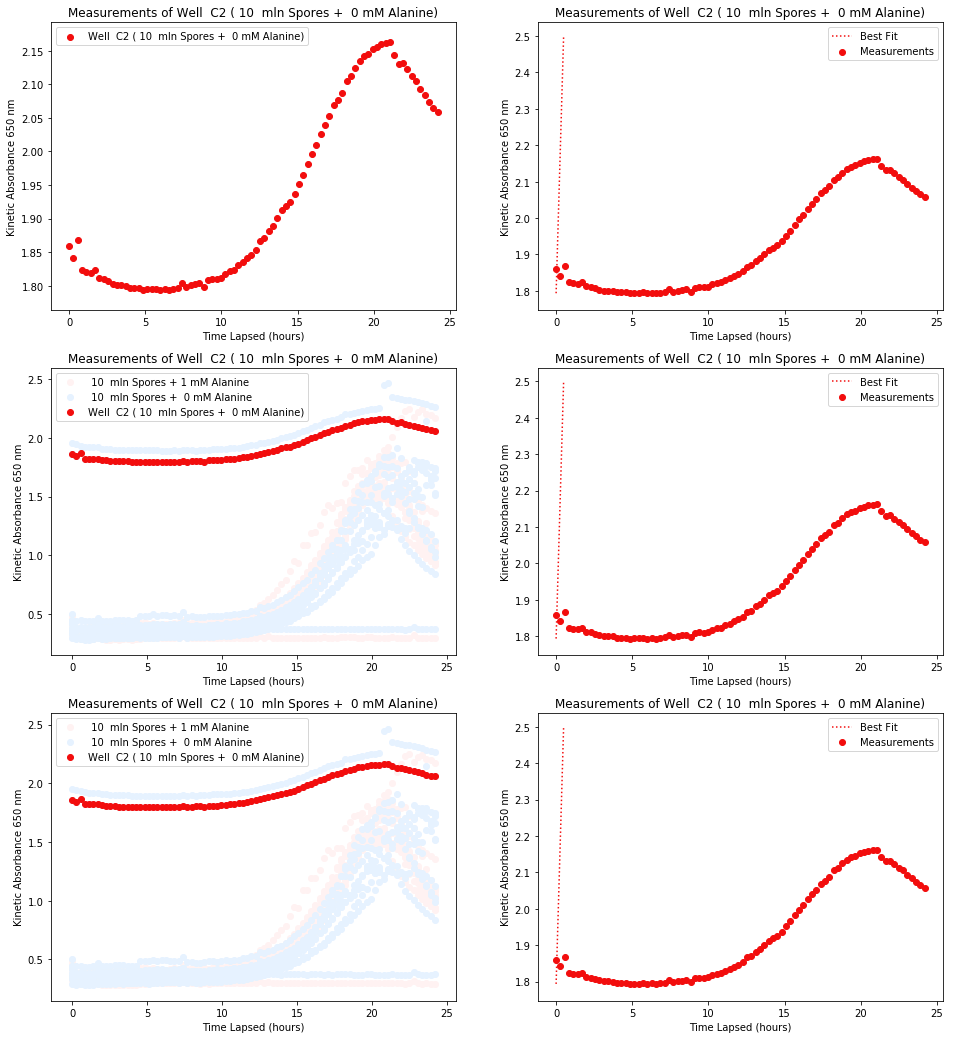 Measurements of Well  C2 ( 10  mln Spores +  0 mM Alanine)
Well  C2 ( 10  mln Spores +  0 mM Alanine)
Kinetic Absorbance 650 nm
2.15
2.10
2.05
2.00
1.95
1.90
1.85
1.80
0 5 10 15 20 25
Time Lapsed (hours)
Measurements of Well  C2 ( 10  mln Spores +  0 mM Alanine)
Best Fit
Measurements
Kinetic Absorbance 650 nm
2.5
2.4
2.3
2.2
2.1
2.0
1.9
1.8
0 5 10 15 20 25
Time Lapsed (hours)
Measurements of Well  C2 ( 10  mln Spores +  0 mM Alanine)
10  mln Spores + 1 mM Alanine
10  mln Spores +  0 mM Alanine
Well  C2 ( 10  mln Spores +  0 mM Alanine)
Kinetic Absorbance 650 nm
2.5
2.0
1.5
1.0
0.5
0 5 10 15 20 25
Time Lapsed (hours)
Measurements of Well  C2 ( 10  mln Spores +  0 mM Alanine)
Best Fit
Measurements
Kinetic Absorbance 650 nm
2.5
2.4
2.3
2.2
2.1
2.0
1.9
1.8
0 5 10 15 20 25
Time Lapsed (hours)
Measurements of Well  C2 ( 10  mln Spores +  0 mM Alanine)
10  mln Spores + 1 mM Alanine
10  mln Spores +  0 mM Alanine
Well  C2 ( 10  mln Spores +  0 mM Alanine)
Kinetic Absorbance 650 nm
2.5
2.0
1.5
1.0
0.5
0 5 10 15 20 25
Time Lapsed (hours)
Measurements of Well  C2 ( 10  mln Spores +  0 mM Alanine)
Best Fit
Measurements
Kinetic Absorbance 650 nm
2.5
2.4
2.3
2.2
2.1
2.0
1.9
1.8
0 5 10 15 20 25
Time Lapsed (hours)